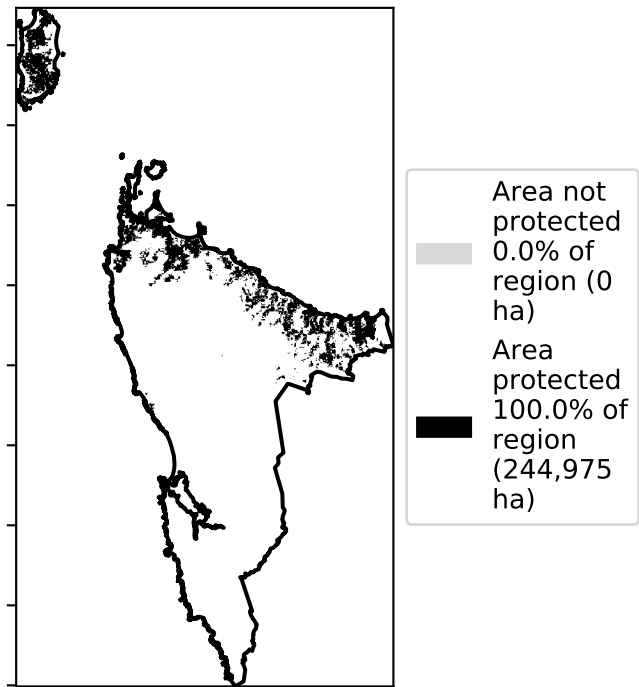 Area not
protected
0.0% of
region (0
ha)
Area
protected
100.0% of
region
(244,975
ha)